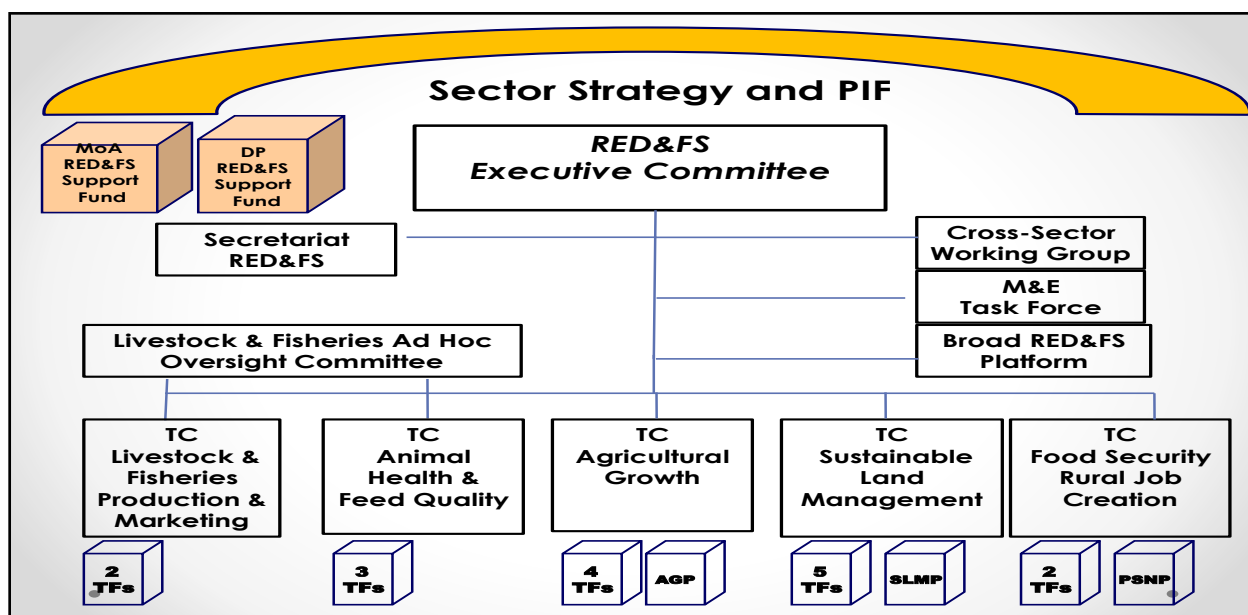 Sector Strategy and PIF
MoA
RED&FS
Support
Fund
DP
RED&FS
Support
Fund
RED&FS
Executive Committee
Secretariat
RED&FS
Cross-Sector
Working Group
M&E
Task Force
Livestock & Fisheries Ad Hoc
Oversight Committee
Broad RED&FS
Platform
TC
Livestock &
Fisheries
Production &
Marketing
TC
Animal
Health &
Feed Quality
TC
Agricultural
Growth
TC
Sustainable
Land
Management
TC
Food Security
Rural Job
Creation
2
TFs
3
TFs
4
TFs
AGP
5
TFs
SLMP
2
TFs
PSNP